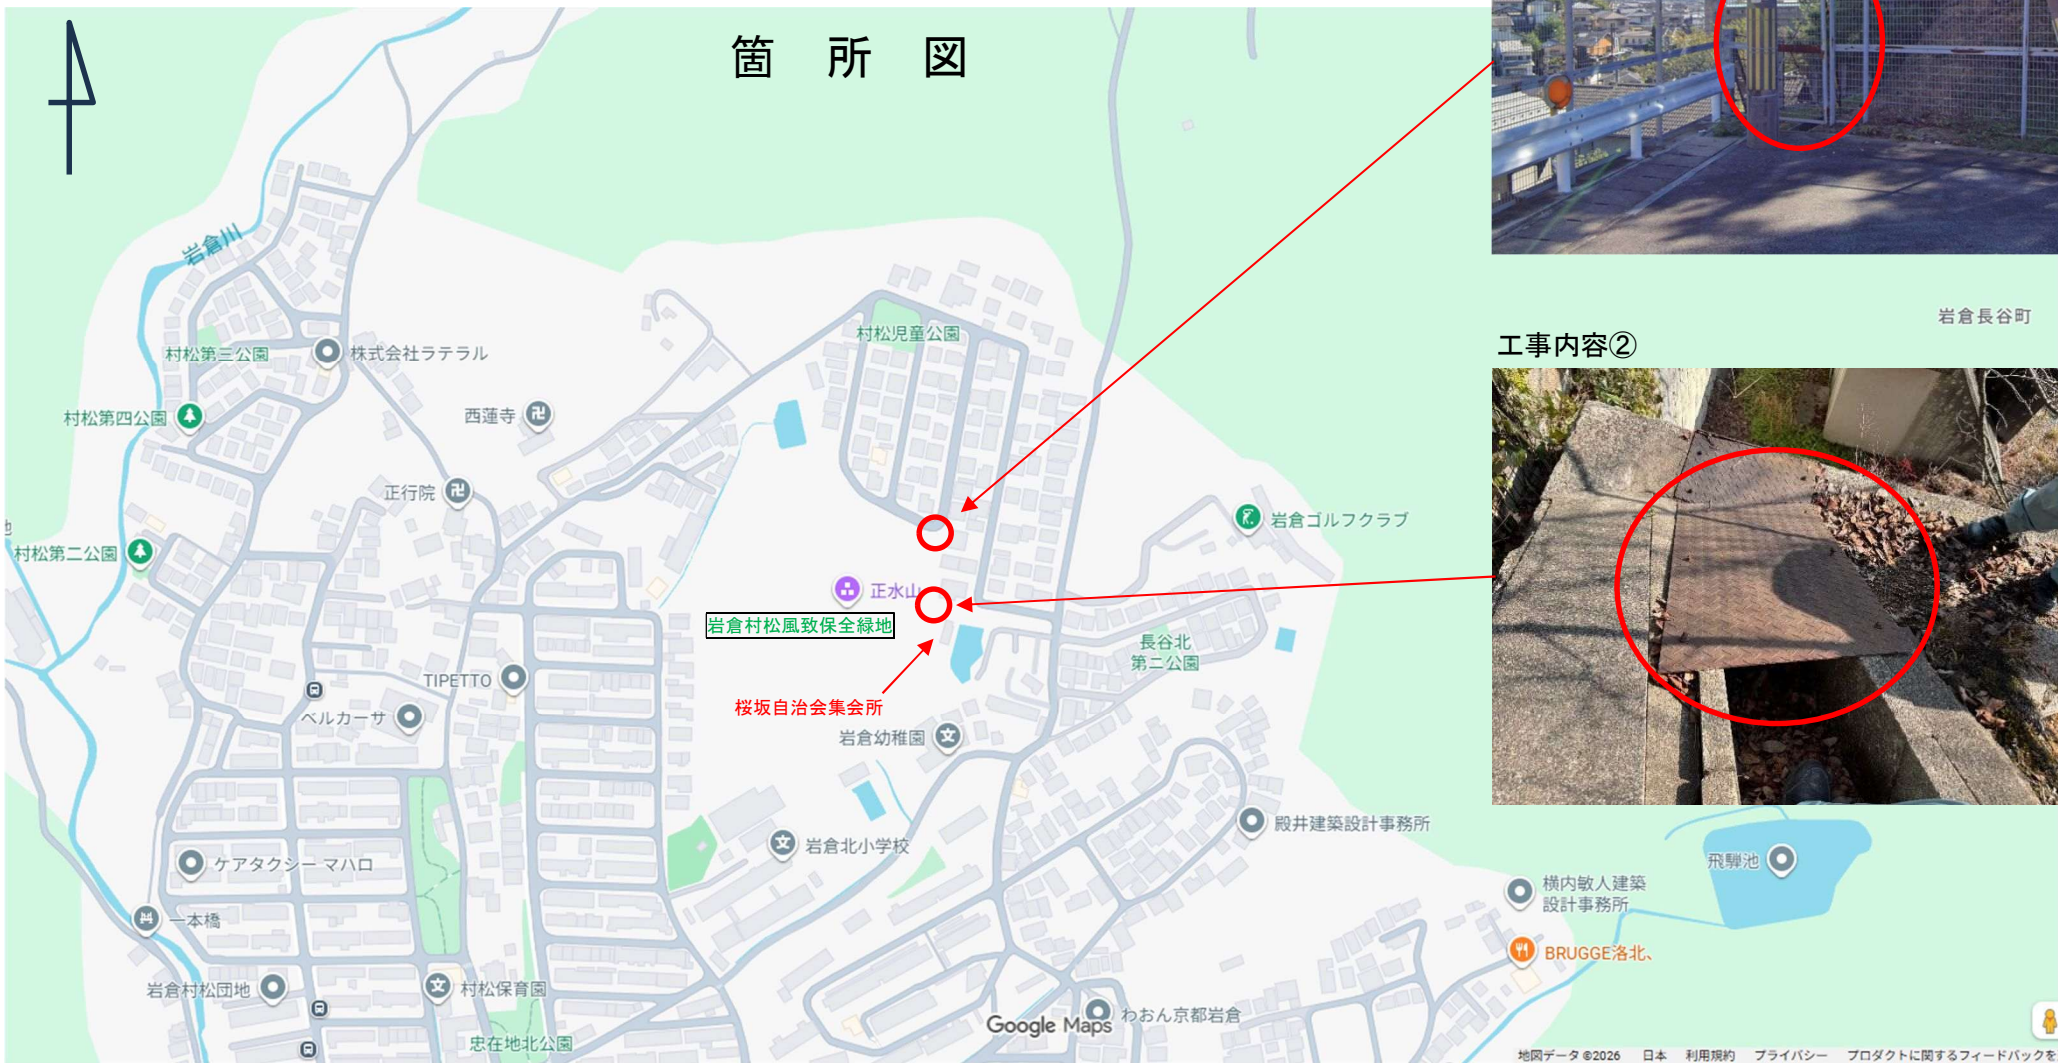 箇 所 図
岩倉川
村松第三公園
株式会社ラテラル
村松第四公園
西蓮寺
正行院
村松第二公園
村松児童公園
岩倉長谷町
工事内容②
岩倉ゴルフクラブ
正水山
岩倉村松風致保全緑地
長谷北
第二公園
TIPETTO
ベルカーサ
桜坂自治会集会所
岩倉幼稚園
岩倉北小学校
殿井建築設計事務所
ケアタクシー マハロ
飛騨池
横内敏人建築
設計事務所
一本橋
BRUGGE洛北、
岩倉村松団地
村松保育園
わおん京都岩倉
Google Maps
忠在地北公園
地図データ ©2026 日本 利用規約 プライバシー プロダクトに関するフィードバックを